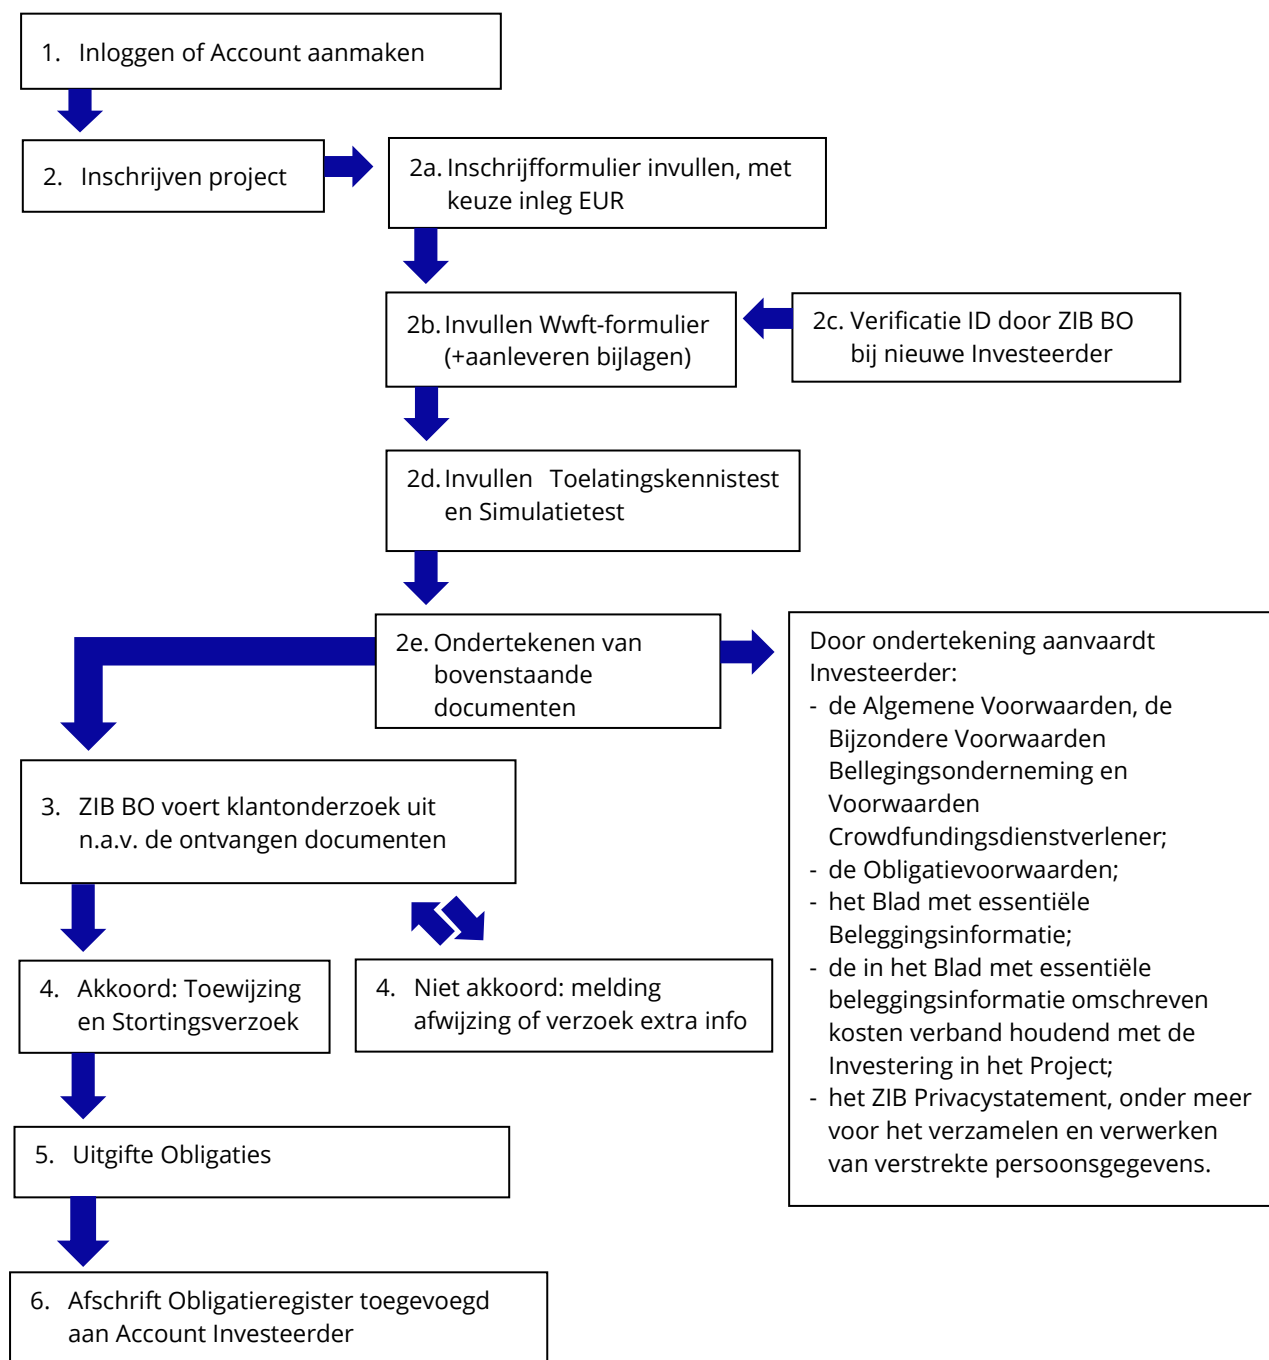 1. Inloggen of Account aanmaken
2. Inschrijven project
2a. Inschrijfformulier invullen, met
keuze inleg EUR
2b. Invullen Wwft-formulier
(+aanleveren bijlagen)
2c. Verificatie ID door ZIB BO
bij nieuwe Investeerder
2d. Invullen Toelatingskennistest
en Simulatietest
2e. Ondertekenen van
bovenstaande
documenten
Door ondertekening aanvaardt
Investeerder:
- de Algemene Voorwaarden, de
Bijzondere Voorwaarden
Bellegingsonderneming en
Voorwaarden
Crowdfundingsdienstverlener;
- de Obligatievoorwaarden;
- het Blad met essentiële
Beleggingsinformatie;
- de in het Blad met essentiële
beleggingsinformatie omschreven
kosten verband houdend met de
Investering in het Project;
- het ZIB Privacystatement, onder meer
voor het verzamelen en verwerken
van verstrekte persoonsgegevens.
3. ZIB BO voert klantonderzoek uit
n.a.v. de ontvangen documenten
4. Akkoord: Toewijzing
en Stortingsverzoek
4. Niet akkoord: melding
afwijzing of verzoek extra info
5. Uitgifte Obligaties
6. Afschrift Obligatieregister toegevoegd
aan Account Investeerder